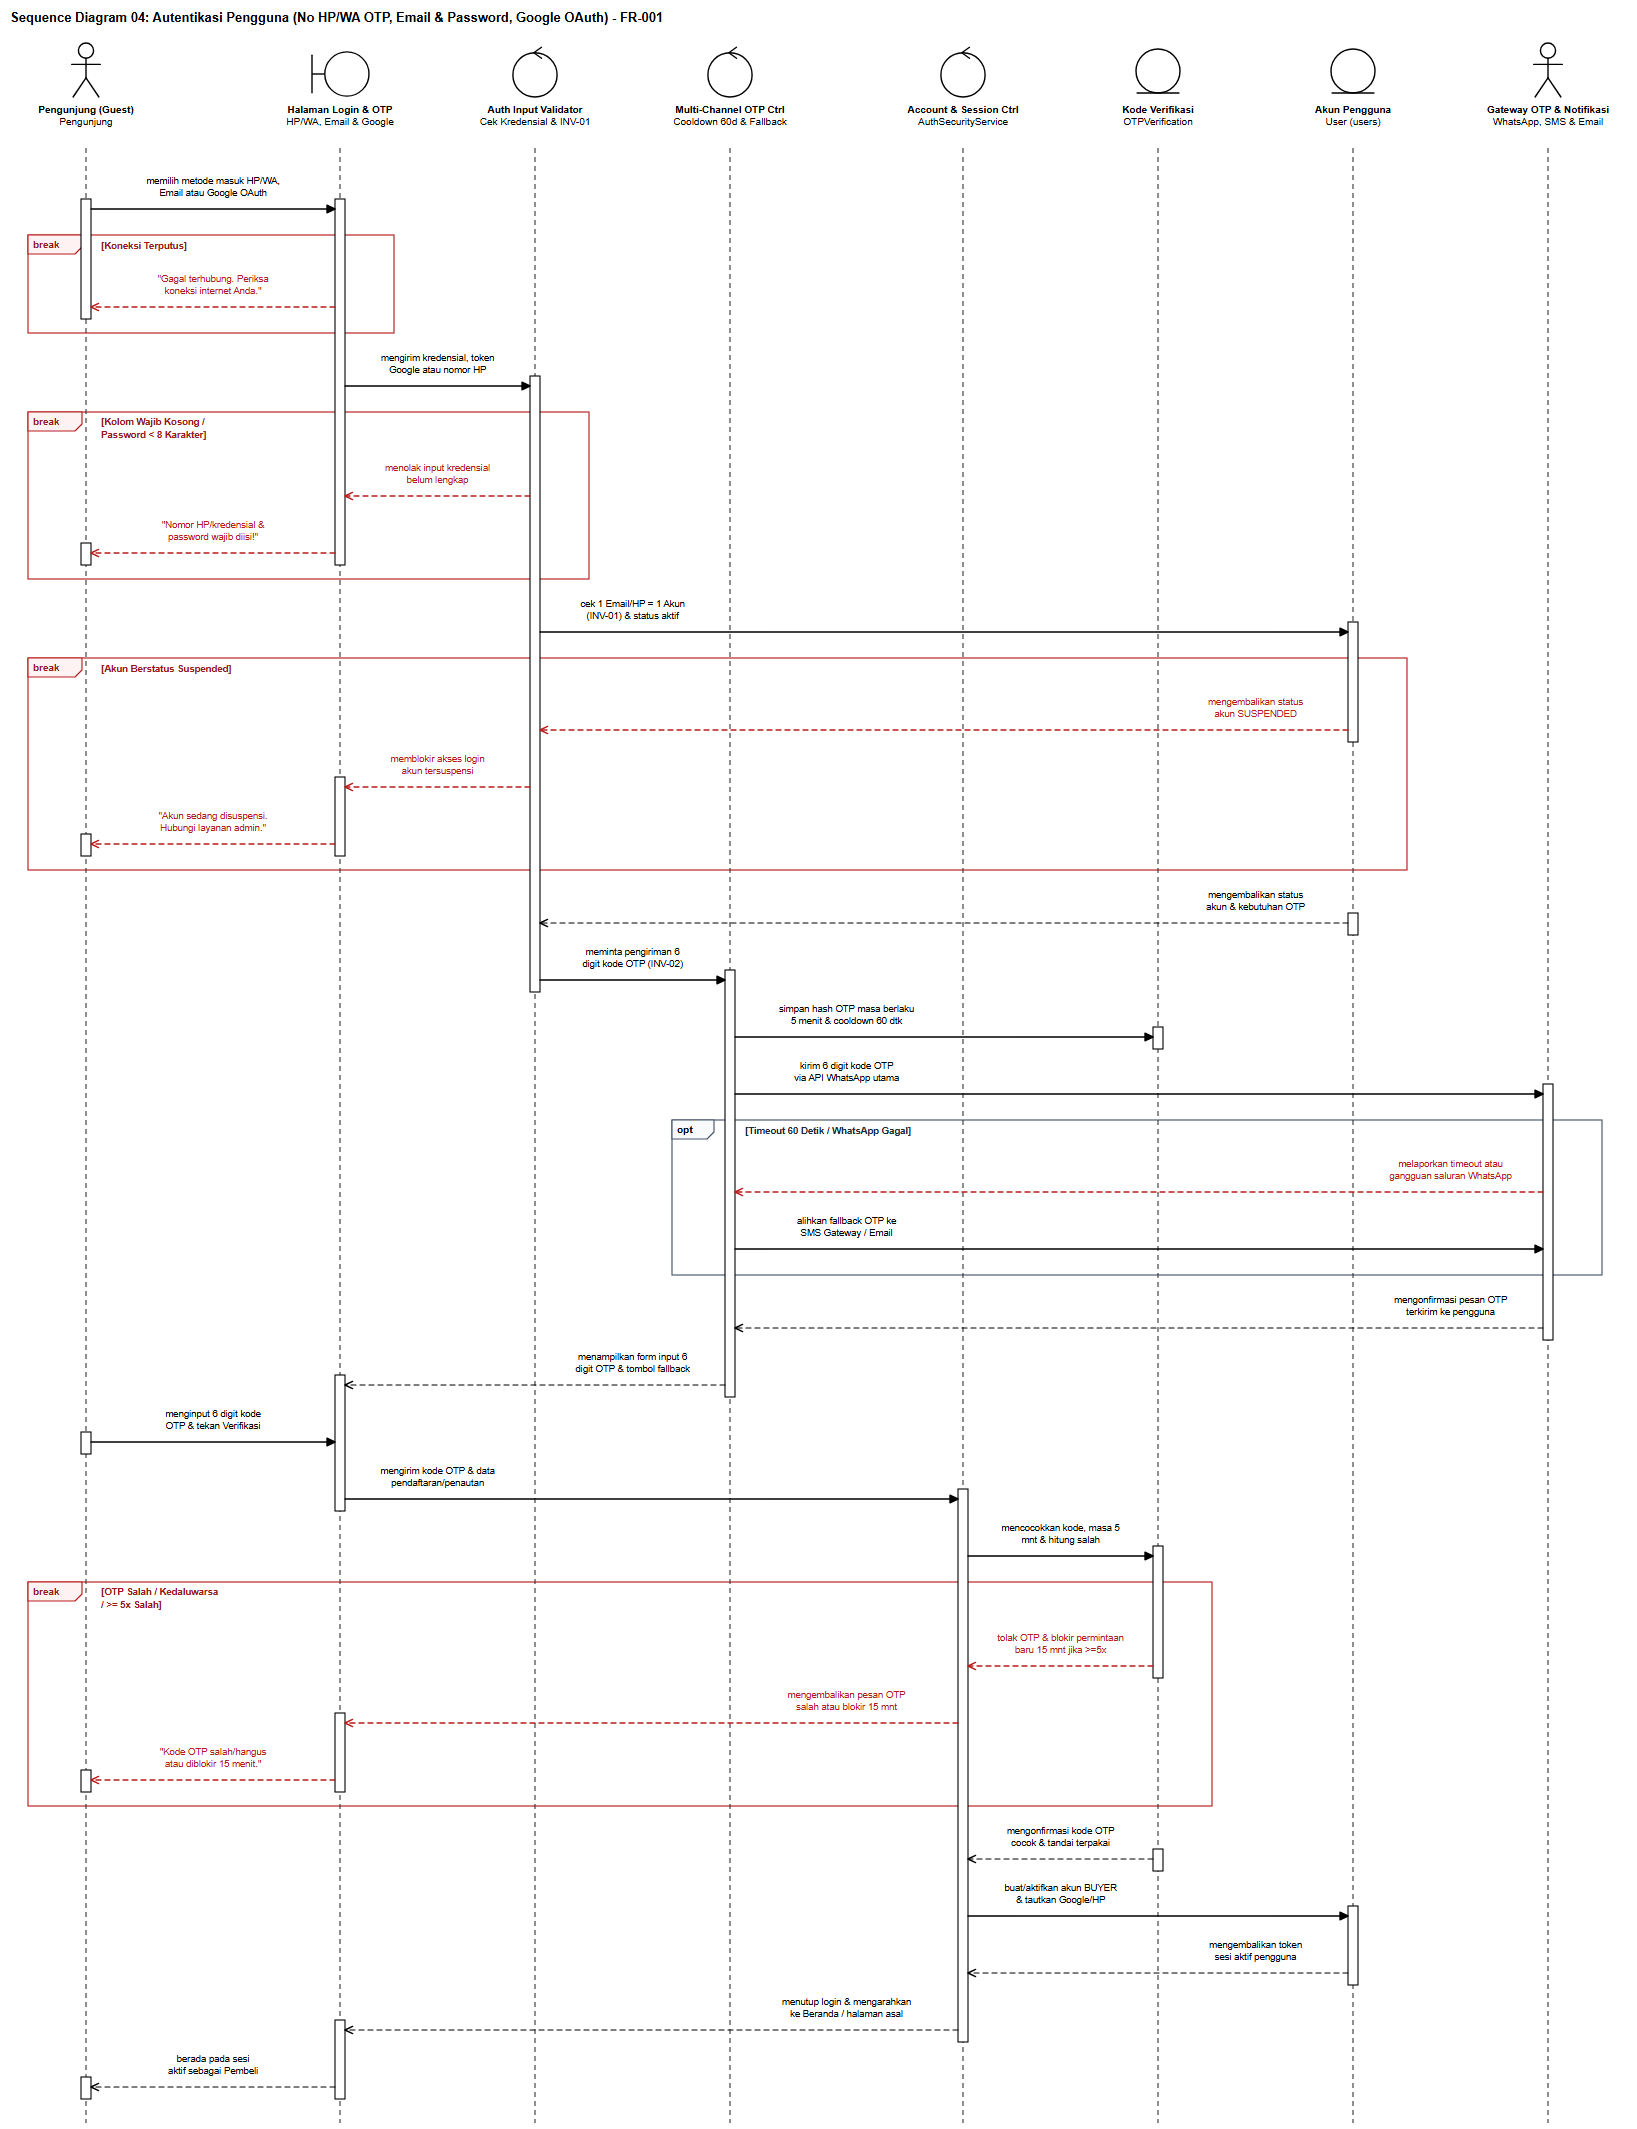 Sequence Diagram 04: Autentikasi Pengguna (No HP/WA OTP, Email & Password, Google OAuth) - FR-001
Pengunjung (Guest)
Pengunjung
Halaman Login & OTP
HP/WA, Email & Google
Auth Input Validator
Cek Kredensial & INV-01
Multi-Channel OTP Ctrl
Cooldown 60d & Fallback
Account & Session Ctrl
AuthSecurityService
Kode Verifikasi
OTPVerification
Akun Pengguna
User (users)
Gateway OTP & Notifikasi
WhatsApp, SMS & Email
memilih metode masuk HP/WA,
Email atau Google OAuth
break
[Koneksi Terputus]
"Gagal terhubung. Periksa
koneksi internet Anda."
mengirim kredensial, token
Google atau nomor HP
break
[Kolom Wajib Kosong /
Password < 8 Karakter]
menolak input kredensial
belum lengkap
"Nomor HP/kredensial &
password wajib diisi!"
cek 1 Email/HP = 1 Akun
(INV-01) & status aktif
break
[Akun Berstatus Suspended]
mengembalikan status
akun SUSPENDED
memblokir akses login
akun tersuspensi
"Akun sedang disuspensi.
Hubungi layanan admin."
mengembalikan status
akun & kebutuhan OTP
meminta pengiriman 6
digit kode OTP (INV-02)
simpan hash OTP masa berlaku
5 menit & cooldown 60 dtk
kirim 6 digit kode OTP
via API WhatsApp utama
opt
[Timeout 60 Detik / WhatsApp Gagal]
melaporkan timeout atau
gangguan saluran WhatsApp
alihkan fallback OTP ke
SMS Gateway / Email
mengonfirmasi pesan OTP
terkirim ke pengguna
menampilkan form input 6
digit OTP & tombol fallback
menginput 6 digit kode
OTP & tekan Verifikasi
mengirim kode OTP & data
pendaftaran/penautan
mencocokkan kode, masa 5
mnt & hitung salah
break
[OTP Salah / Kedaluwarsa
/ >= 5x Salah]
tolak OTP & blokir permintaan
baru 15 mnt jika >=5x
mengembalikan pesan OTP
salah atau blokir 15 mnt
"Kode OTP salah/hangus
atau diblokir 15 menit."
mengonfirmasi kode OTP
cocok & tandai terpakai
buat/aktifkan akun BUYER
& tautkan Google/HP
mengembalikan token
sesi aktif pengguna
menutup login & mengarahkan
ke Beranda / halaman asal
berada pada sesi
aktif sebagai Pembeli